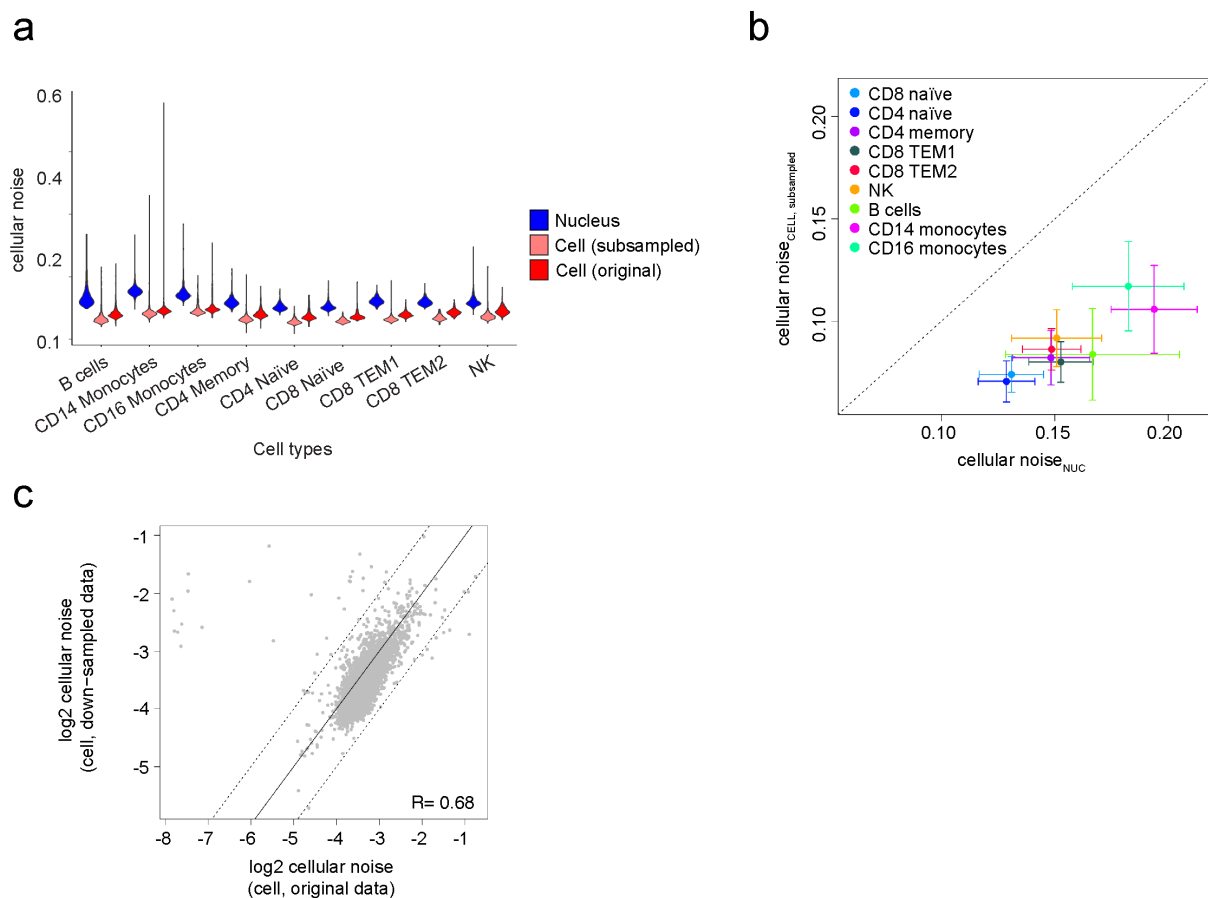 a
0.6
0.4
0.2
0.1
cellular noise
B cells
CD14 Monocytes
CD16 Monocytes
CD4 Memory
CD4 Naïve
CD8 Naïve
CD8 TEM1
CD8 TEM2
NK
Cell types
Nucleus
Cell (subsampled)
Cell (original)
b
CD8 naïve
CD4 naïve
CD4 memory
CD8 TEM1
CD8 TEM2
NK
B cells
CD14 monocytes
CD16 monocytes
0.20
0.15
0.10
cellular noise CELL, subsampled
0.10 0.15 0.20
cellular noise NUC
c
-1
-2
-3
-4
-5
log2 cellular noise
(cell, down−sampled data)
R= 0.68
-8 -7 -6 -5 -4 -3 -2 -1
log2 cellular noise
(cell, original data)